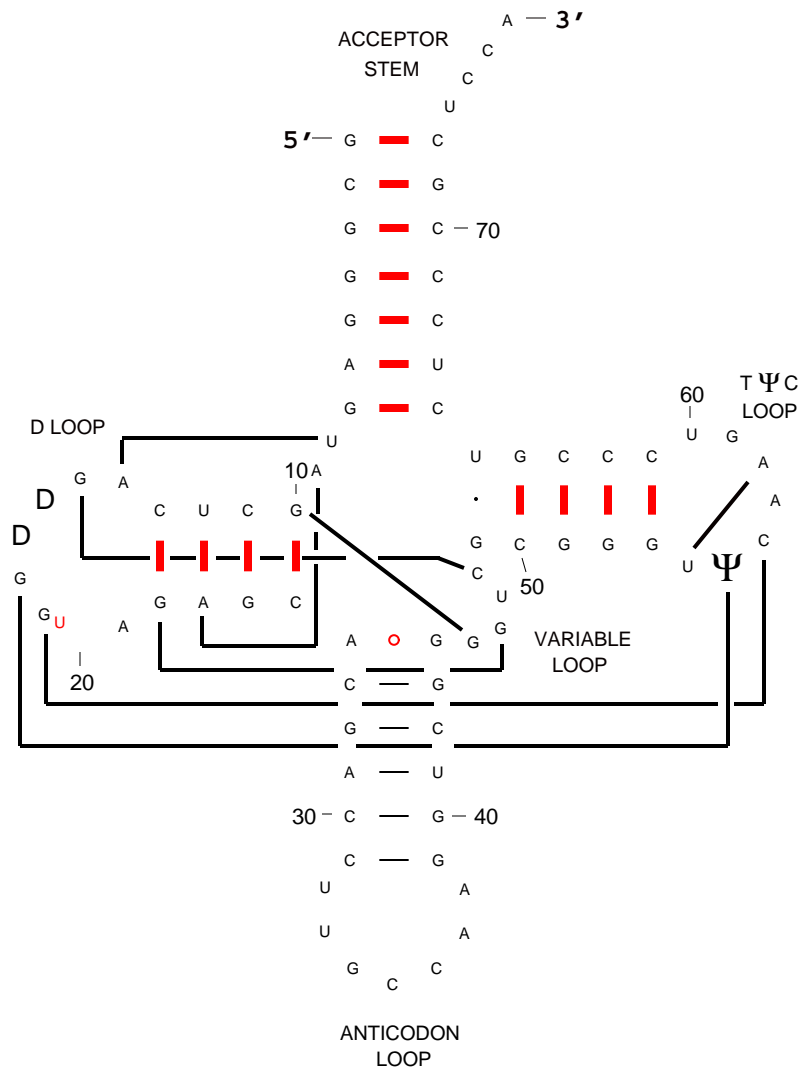 A 3'
ACCEPTOR
C
STEM
C
U
5' G C
C G
G C 70
G C
G C
A U
G C
T Ψ C
60
LOOP
D LOOP
U
U G
U G C C C
A
G A
10 A
D
A
C U C G
D
G C G G G
C
U Ψ
G
C 50
U
G A G C
G U
A
G
A G G
VARIABLE
LOOP
20
C G
G C
A U
30 C G 40
C G
U A
U A
G C
C
ANTICODON
LOOP